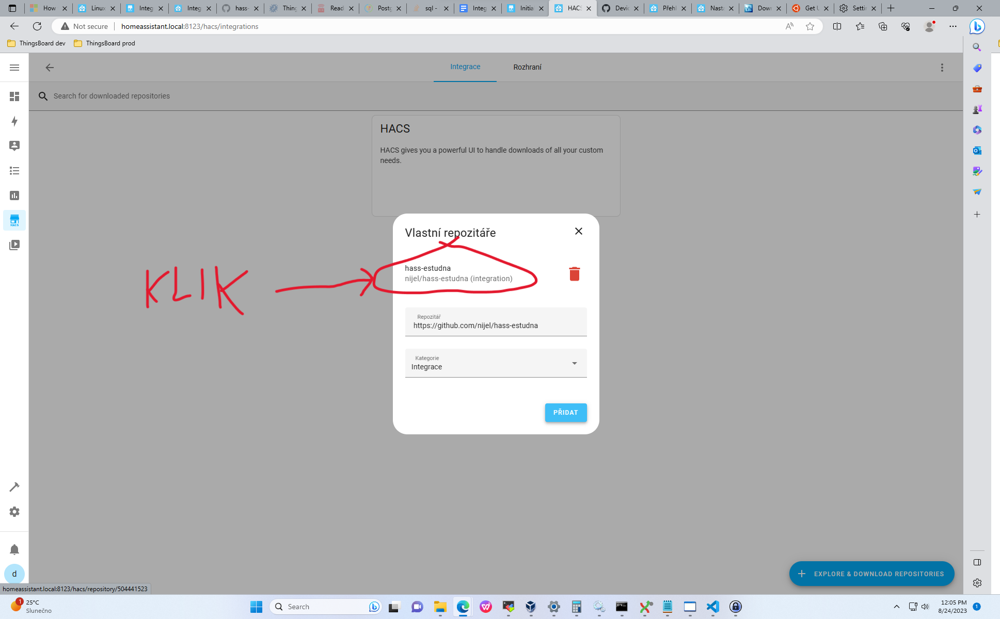 How
Linux
Integ
Integ
hass-
Thing
Read
Postg
sql -
Integ
Initia
HACS
Devic
Přehl
Nasta
Down
Get U
Settin
Not secure
homeassistant.local:8123/hacs/integrations
ThingsBoard dev
ThingsBoard prod
Integrace
Rozhraní
Search for downloaded repositories
HACS
HACS gives you a powerful UI to handle downloads of all your custom
needs.
HACS
Vlastní repozitáře
hass-estudna
nijel/hass-estudna (integration)
KLIK
Repozitář
https://github.com/nijel/hass-estudna
Kategorie
Integrace
PŘIDAT
d
EXPLORE & DOWNLOAD REPOSITORIES
homeassistant.local:8123/hacs/repository/504441523
1
25°C
Slunečno
Search
12:05 PM
8/24/2023
1